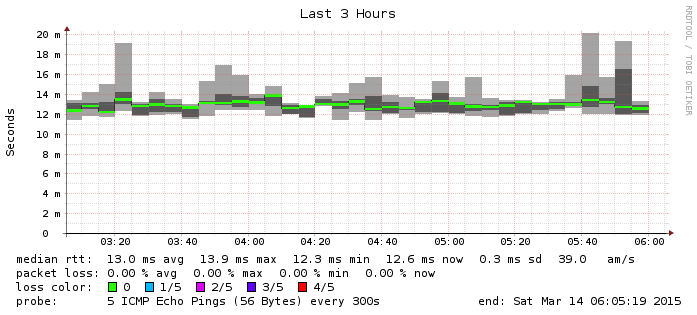 Last 3 Hours
RRDTOOL / TOBI OETIKER
Seconds
20 m
18 m
16 m
14 m
12 m
10 m
8 m
6 m
4 m
2 m
0
03:20 03:40 04:00 04:20 04:40 05:00 05:20 05:40 06:00
median rtt: 13.0 ms avg 13.9 ms max 12.3 ms min 12.6 ms now 0.3 ms sd 39.0 am/s
packet loss: 0.00 % avg 0.00 % max 0.00 % min 0.00 % now
loss color: 0 1/5 2/5 3/5 4/5
probe: 5 ICMP Echo Pings (56 Bytes) every 300s end: Sat Mar 14 06:05:19 2015